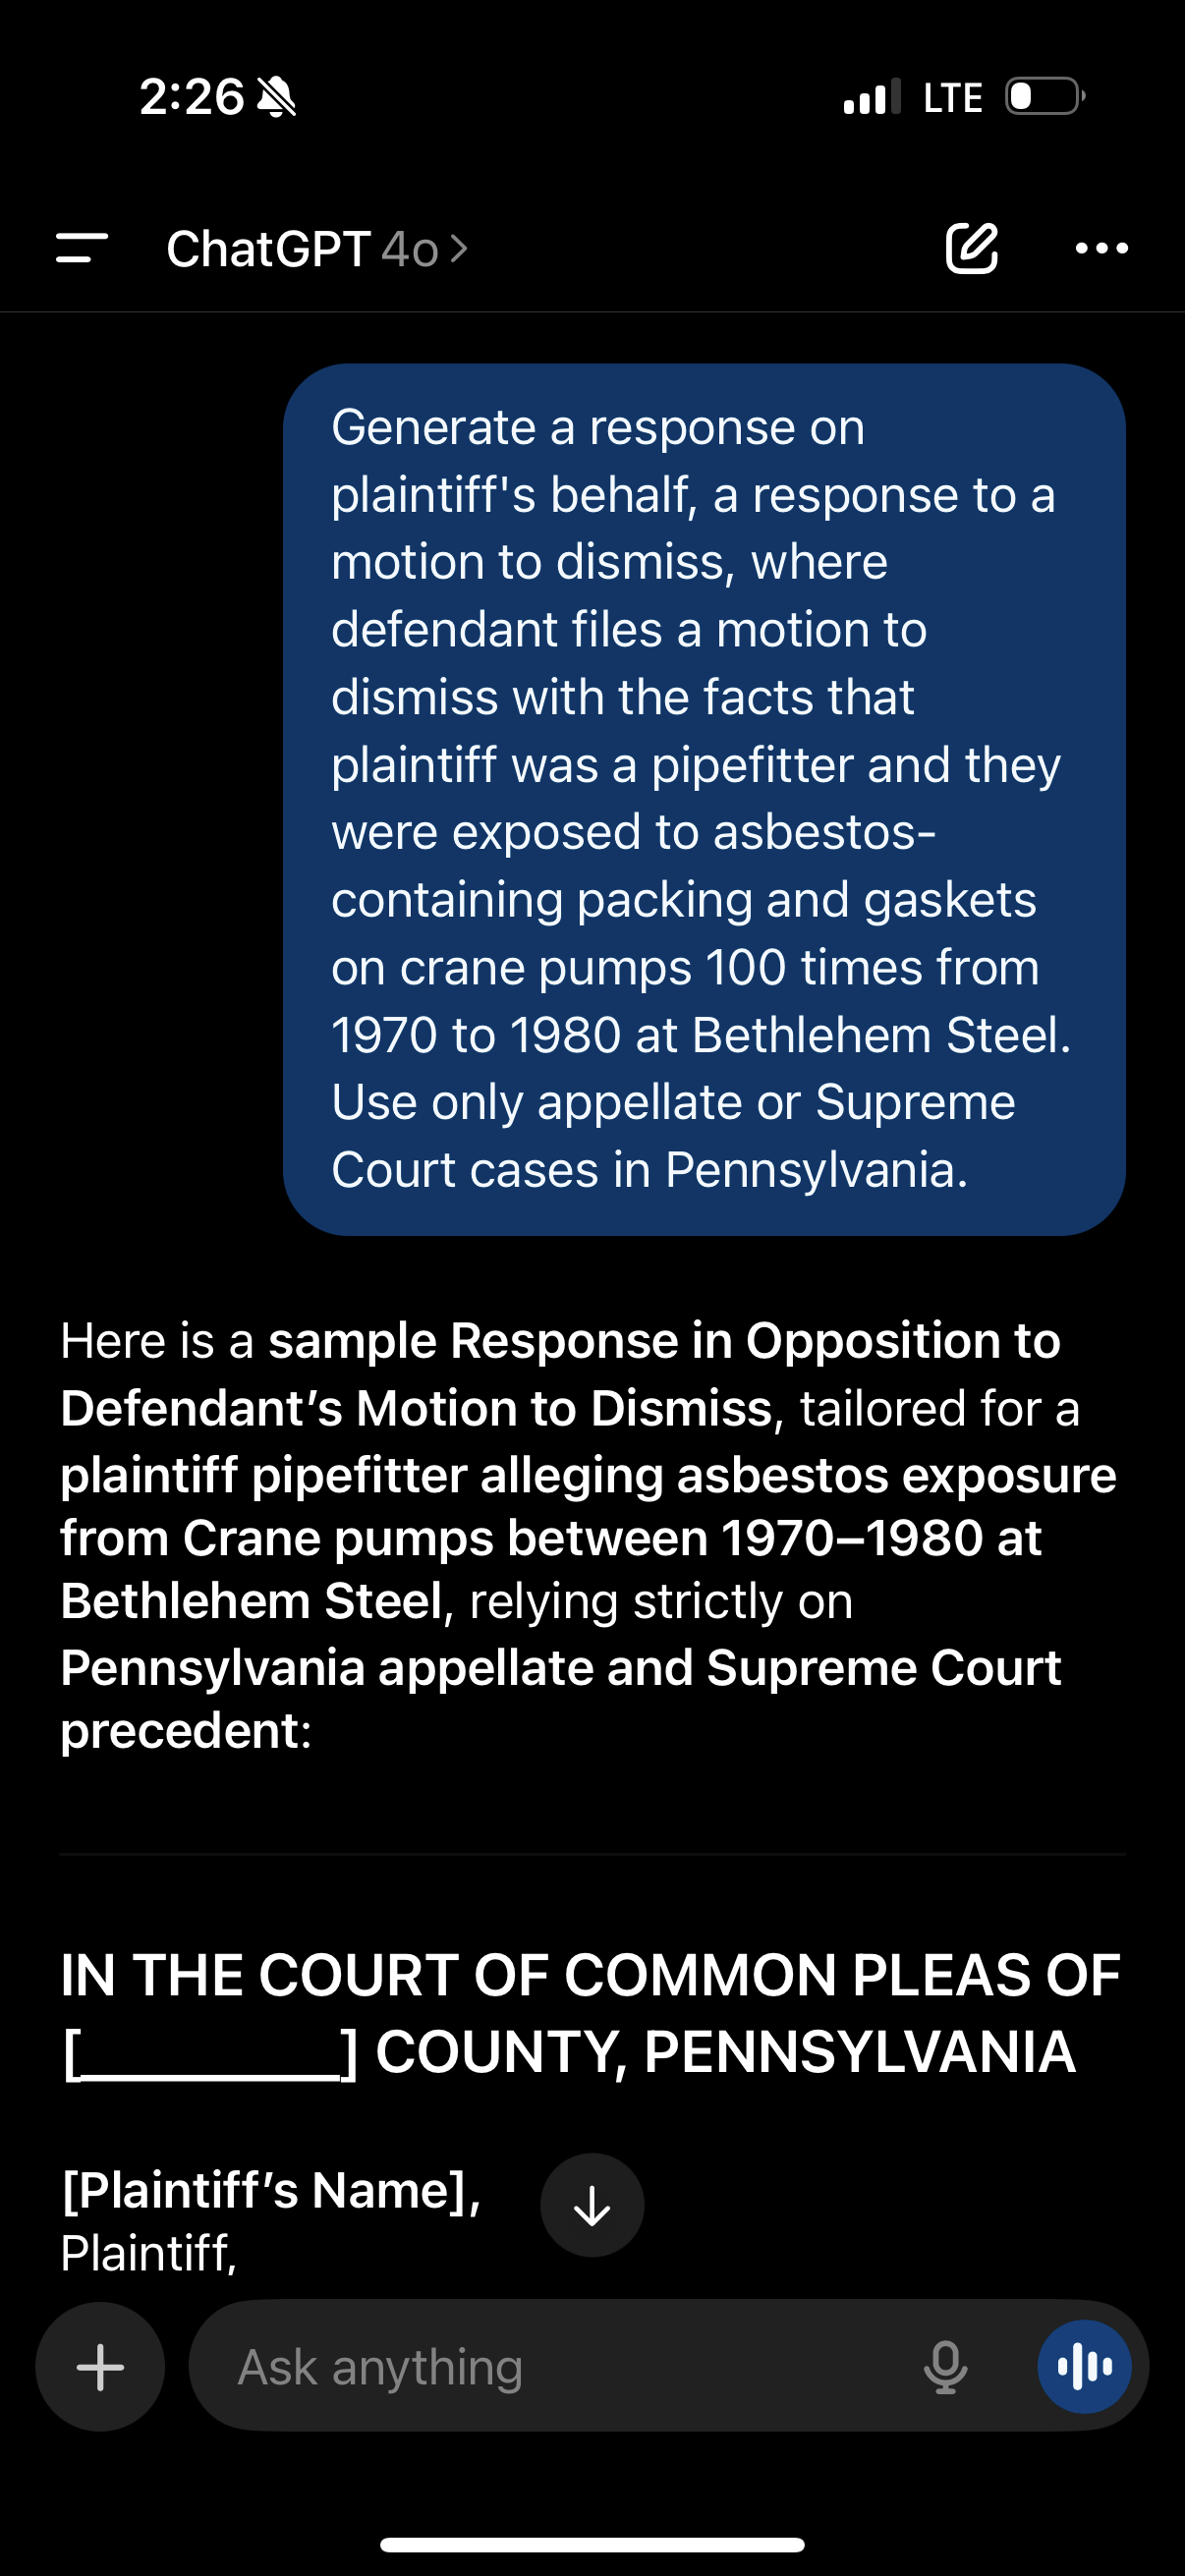 2:26
LTE
ChatGPT 4o >
Generate a response on
plaintiff's behalf, a response to a
motion to dismiss, where
defendant files a motion to
dismiss with the facts that
plaintiff was a pipefitter and they
were exposed to asbestos-
containing packing and gaskets
on crane pumps 100 times from
1970 to 1980 at Bethlehem Steel.
Use only appellate or Supreme
Court cases in Pennsylvania.
Here is a sample Response in Opposition to
Defendant’s Motion to Dismiss, tailored for a
plaintiff pipefitter alleging asbestos exposure
from Crane pumps between 1970–1980 at
Bethlehem Steel, relying strictly on
Pennsylvania appellate and Supreme Court
precedent:
IN THE COURT OF COMMON PLEAS OF
[_________] COUNTY, PENNSYLVANIA
[Plaintiff’s Name],
Plaintiff,
Ask anything